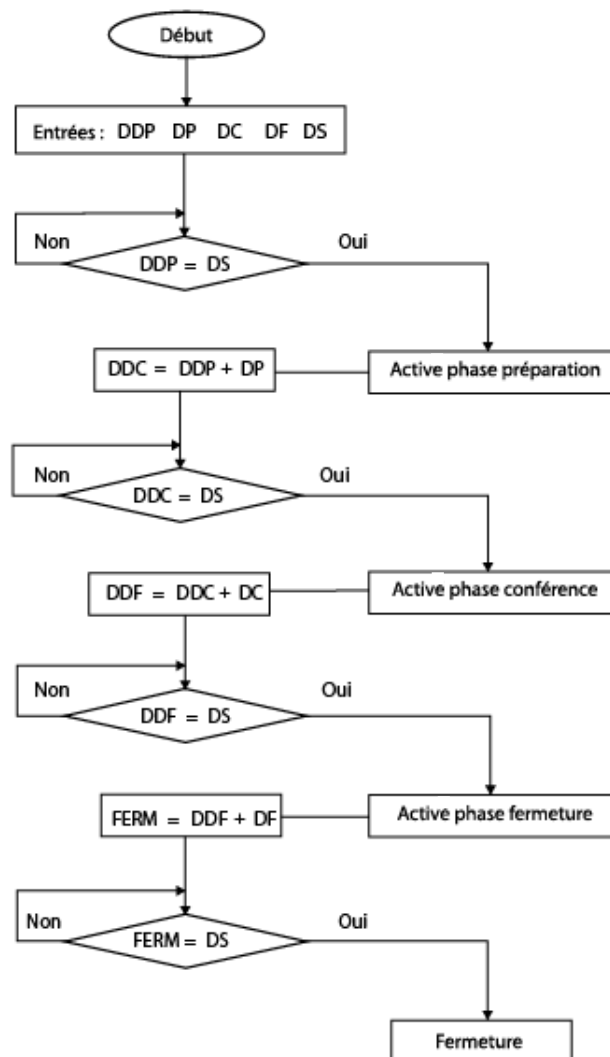 Début
Entrées : DDP DP DC DF DS
Non
Oui
DDP = DS
DDC = DDP + DP
Active phase préparation
Non
Oui
DDC = DS
DDF = DDC + DC
Active phase conférence
Non
Oui
DDF = DS
FERM = DDF + DF
Active phase fermeture
Non
Oui
FERM = DS
Fermeture